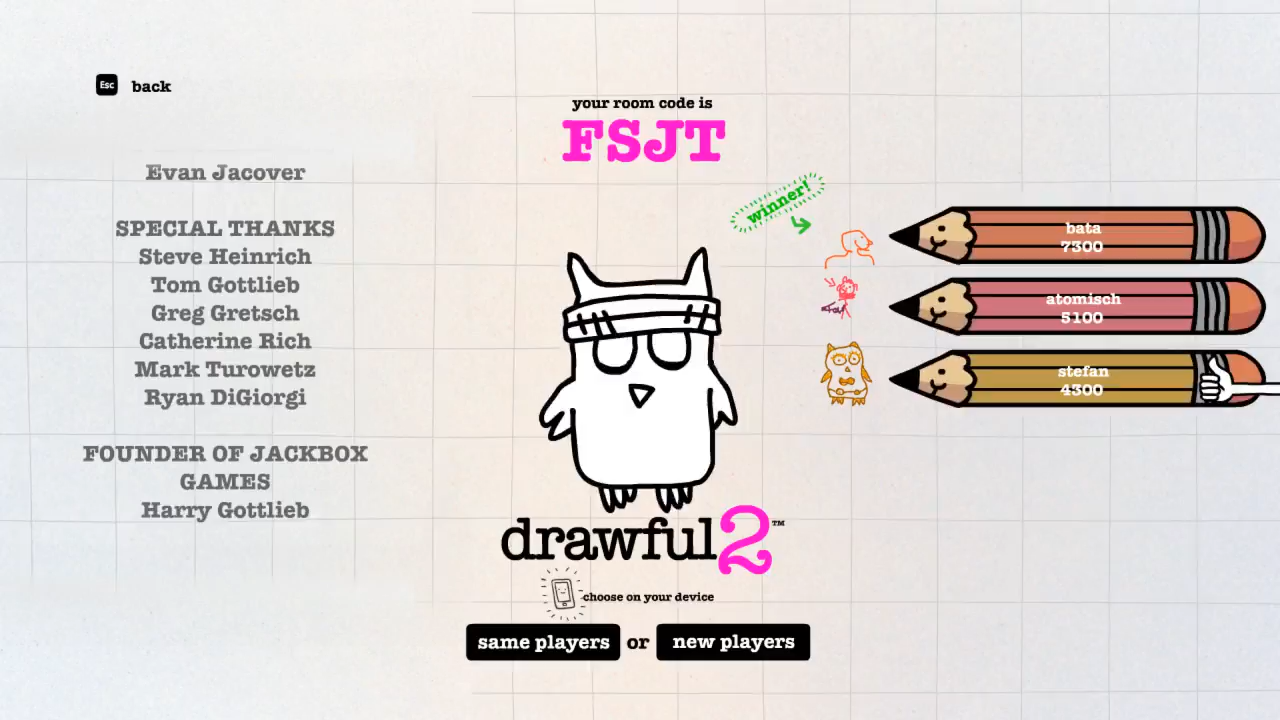 Esc back
your room code is
FSJT
Evan Jacover
SPECIAL THANKS
Steve Heinrich
Tom Gottlieb
Greg Gretsch
Catherine Rich
Mark Turowetz
Ryan DiGiorgi
FOUNDER OF JACKBOX
GAMES
Harry Gottlieb
winner!
bata
7300
atomisch
5100
stefan
4300
drawful 2™
choose on your device
same players or new players